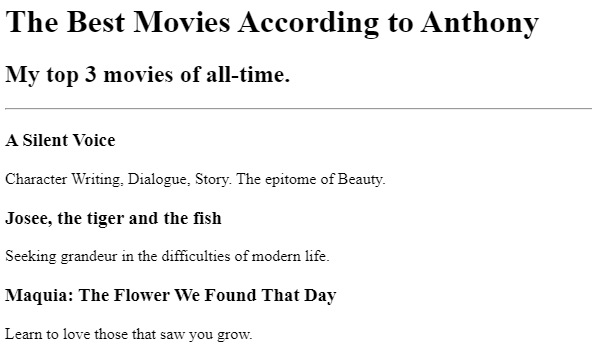 The Best Movies According to Anthony
My top 3 movies of all-time.
A Silent Voice
Character Writing, Dialogue, Story. The epitome of Beauty.
Josee, the tiger and the fish
Seeking grandeur in the difficulties of modern life.
Maquia: The Flower We Found That Day
Learn to love those that saw you grow.